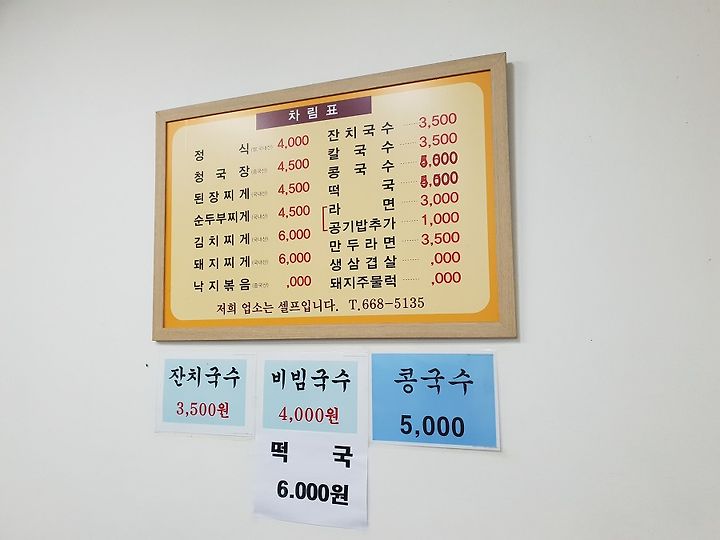 차림표
정 식 4,000
청 국 장 4,500
된장찌게 4,500
순두부찌게 4,500
김치찌게 6,000
돼지찌게 6,000
낙지볶음 ,000
잔치국수 3,500
칼 국 수 3,500
콩 국 수
떡 국
라 면 3,000
공기밥추가 1,000
만두라면 3,500
생삼겹살 ,000
돼지주물럭 ,000
저희 업소는 셀프입니다. T.668-5135
잔치국수
3,500원
비빔국수
4,000원
콩국수
5,000
떡 국
6.000원